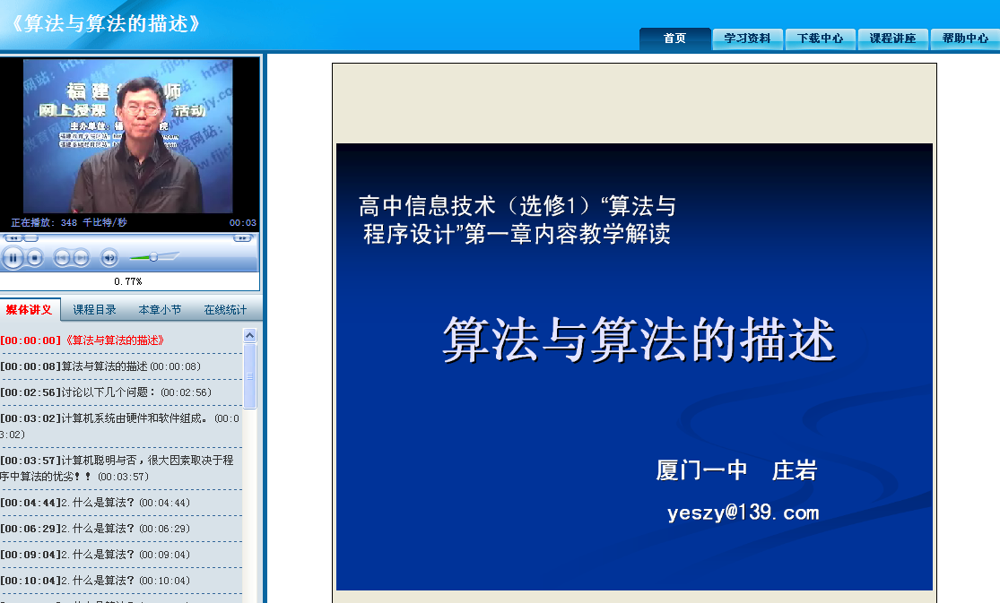 《算法与算法的描述》
首页
学习资料
下载中心
课程讲座
帮助中心
福建
师
网上授课
活动
主办单位：福
院
正在播放: 348 千比特/秒
00:03
0.77%
媒体讲义
课程目录
本章小节
在线统计
[00:00:00]《算法与算法的描述》
[00:00:08]算法与算法的描述(00:00:08)
[00:02:56]讨论以下几个问题：(00:02:56)
[00:03:02]计算机系统由硬件和软件组成。(00:0
3:02)
[00:03:57]计算机聪明与否，很大因素取决于程
序中算法的忧劣！！(00:03:57)
[00:04:44]2.什么是算法？(00:04:44)
[00:06:29]2.什么是算法？(00:06:29)
[00:09:04]2.什么是算法？(00:09:04)
[00:10:04]2.什么是算法？(00:10:04)
高中信息技术（选修1）“算法与
程序设计”第一章内容教学解读
算法与算法的描述
厦门一中 庄岩
yeszy@139.com